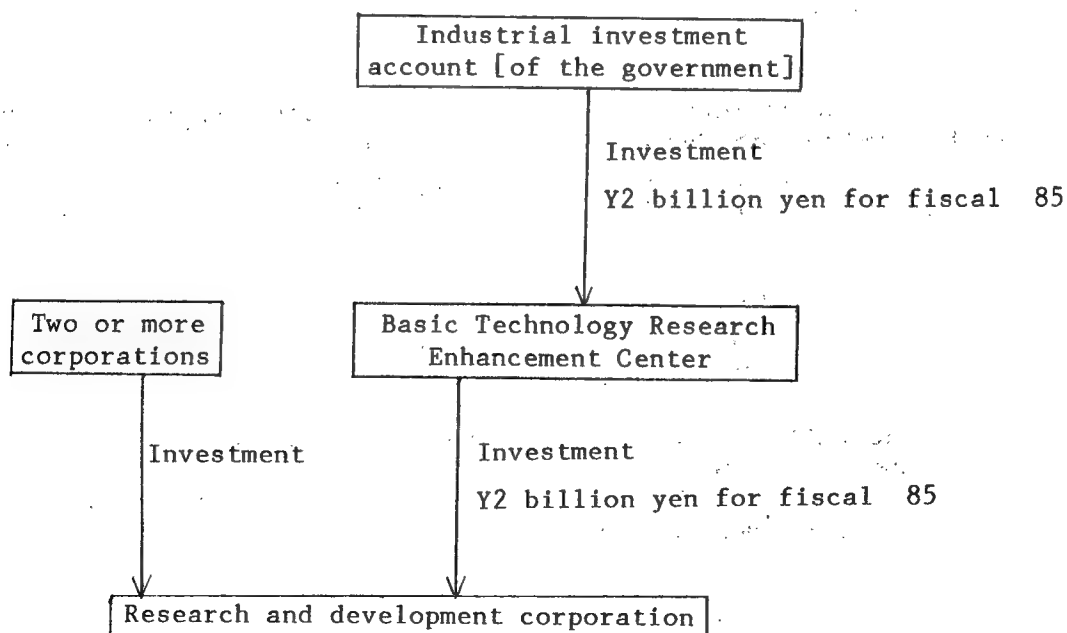 Industrial investment
account [of the government]
Investment
Y2 billion yen for fiscal 85
Two or more
corporations
Basic Technology Research
Enhancement Center
Investment
Investment
Y2 billion yen for fiscal 85
Research and development corporation